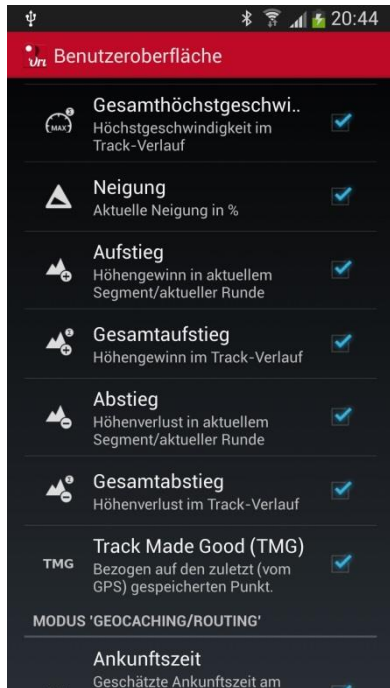 20:44
Benutzeroberfläche
Gesamthöchstgeschwi..
MAX
Höchstgeschwindigkeit im
Track-Verlauf
Neigung
Aktuelle Neigung in %
Aufstieg
Höhengewinn in aktuellem
Segment/aktueller Runde
Gesamtaufstieg
Höhengewinn im Track-Verlauf
Abstieg
Höhenverlust in aktuellem
Segment/aktueller Runde
Gesamtabstieg
Höhenverlust im Track-Verlauf
Track Made Good (TMG)
TMG
Bezogen auf den zuletzt (vom
GPS) gespeicherten Punkt.
MODUS 'GEOCACHING/ROUTING'
Ankunftszeit
Geschätzte Ankunftszeit am